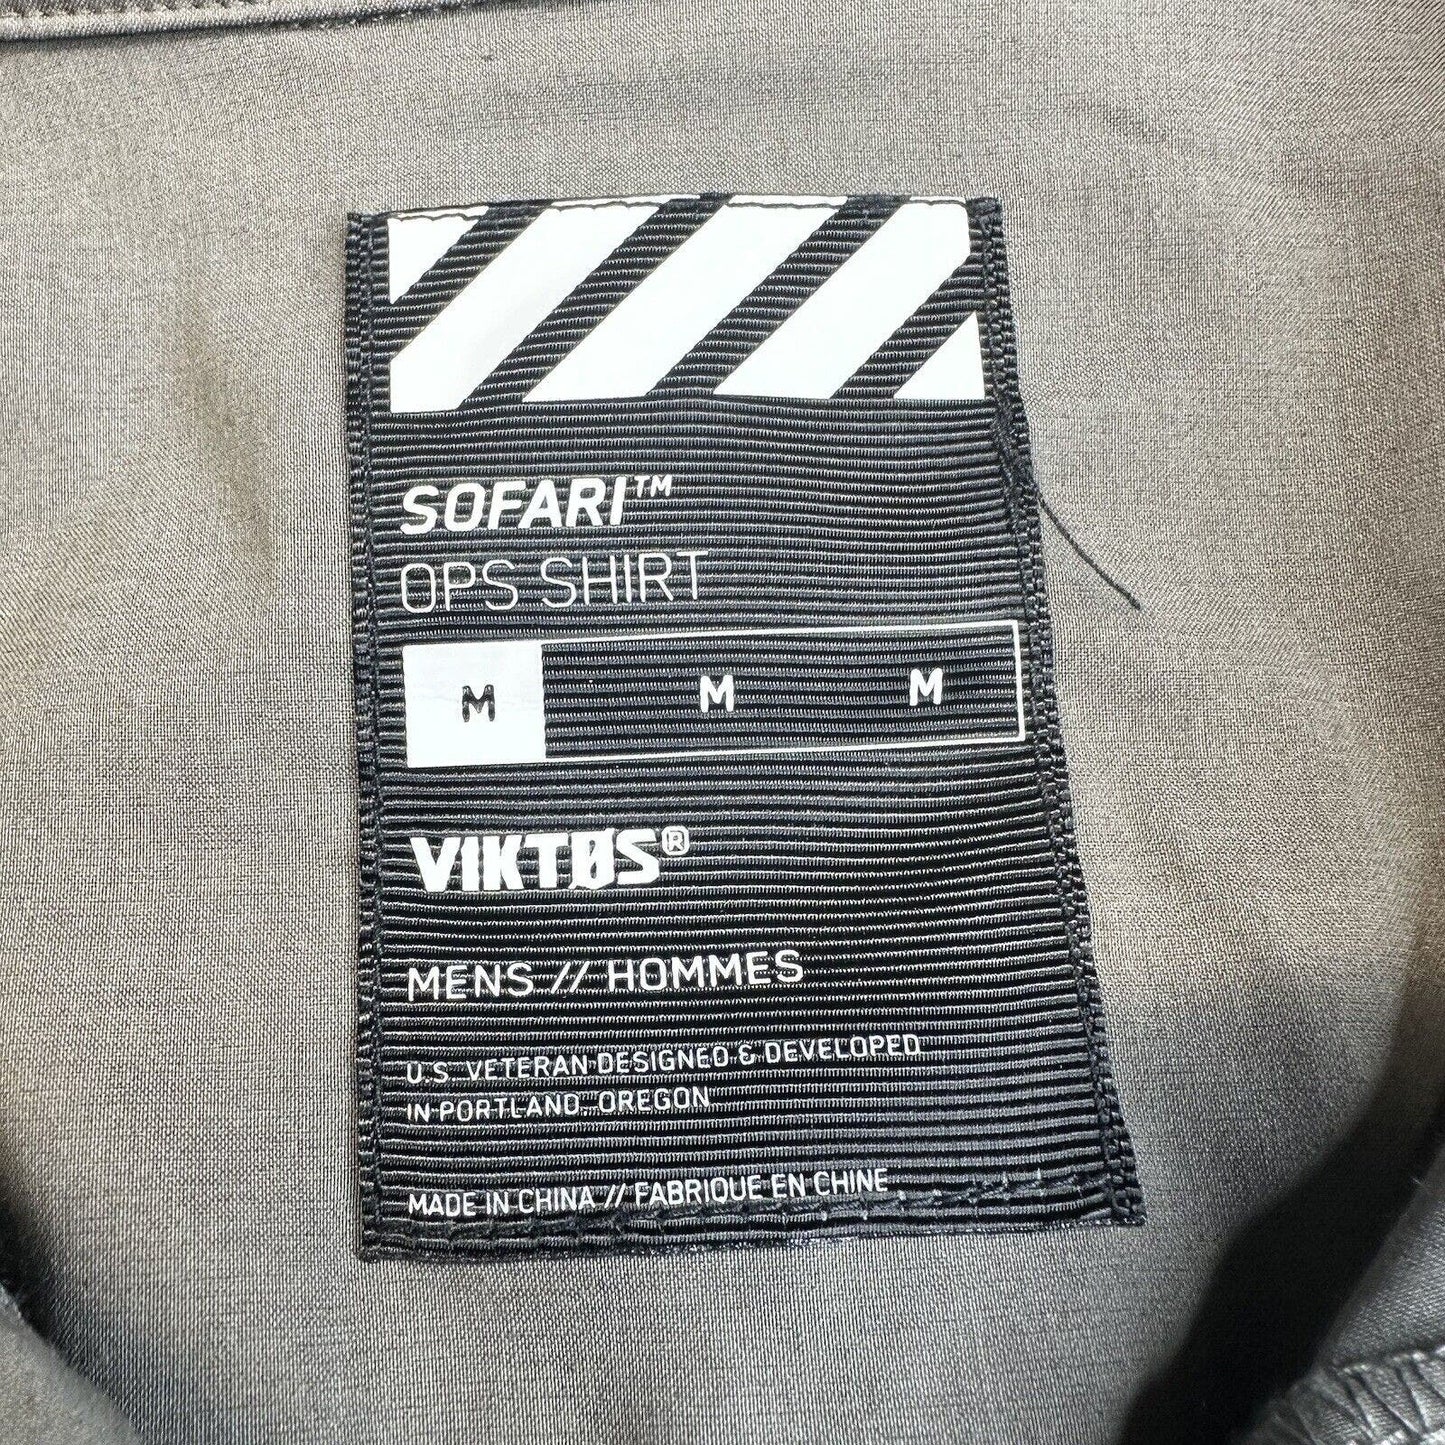 SOFARI™
OPS SHIRT
M M M
VIKTØS®
MENS // HOMMES
U.S. VETERAN DESIGNED & DEVELOPED
IN PORTLAND, OREGON
MADE IN CHINA // FABRIQUE EN CHINE